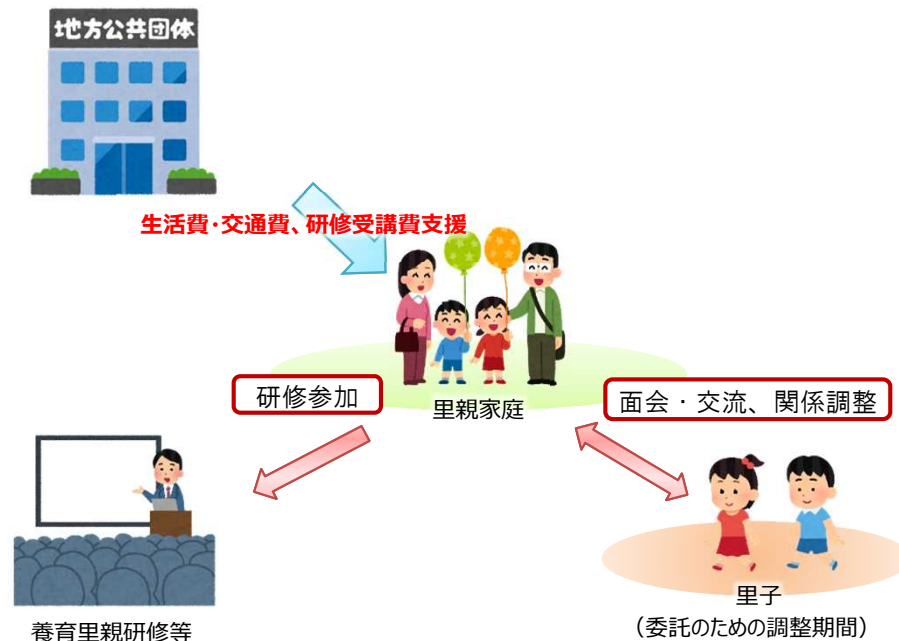 地方公共団体
生活費・交通費、研修受講費支援
研修参加
里親家庭
面会・交流、関係調整
養育里親研修等
里子
（委託のための調整期間）